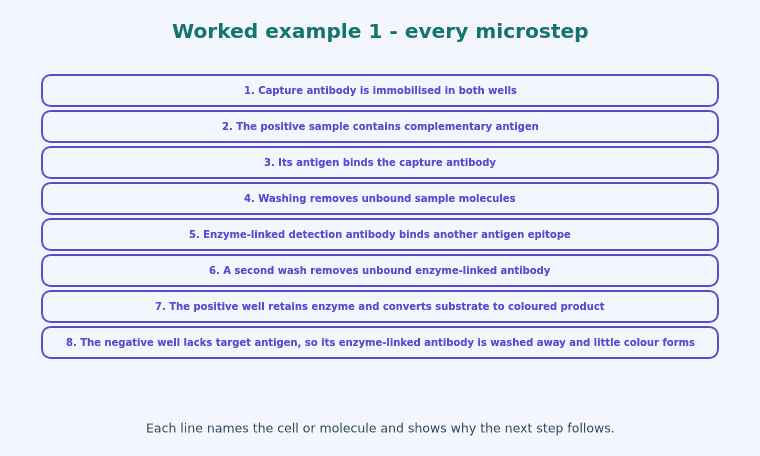 Worked example 1 - every microstep
1. Capture antibody is immobilised in both wells
2. The positive sample contains complementary antigen
3. Its antigen binds the capture antibody
4. Washing removes unbound sample molecules
5. Enzyme-linked detection antibody binds another antigen epitope
6. A second wash removes unbound enzyme-linked antibody
7. The positive well retains enzyme and converts substrate to coloured product
8. The negative well lacks target antigen, so its enzyme-linked antibody is washed away and little colour forms
Each line names the cell or molecule and shows why the next step follows.